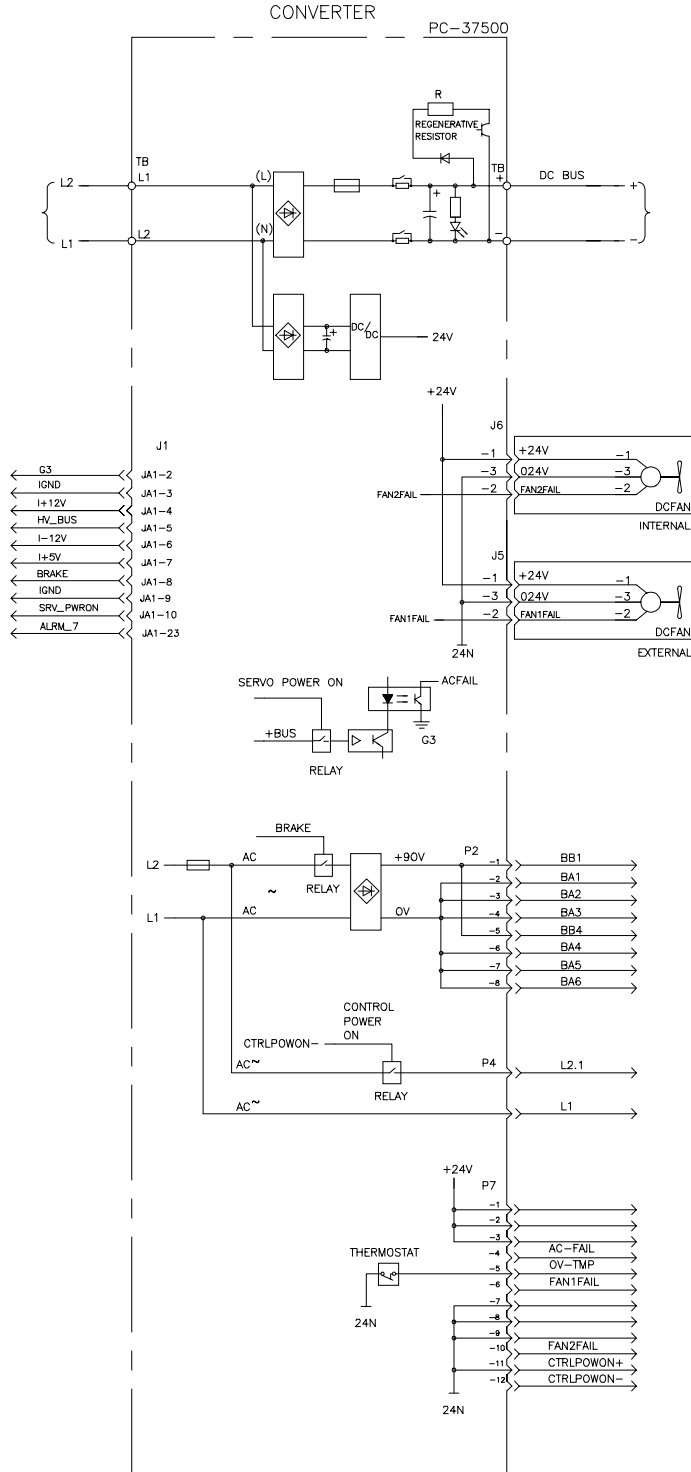 CONVERTER
PC-37500
R
REGENERATIVE
RESISTOR
TB
L1
(L)
TB
+
DC BUS
L2
+
+
L1
L2
(N)
-
-
DC/
DC
+
24V
+24V
J6
J1
-1
+24V
-1
-3
024V
-3
FAN2FAIL
-2
FAN2FAIL
-2
DCFAN
INTERNAL
G3
JA1-2
IGND
JA1-3
I+12V
JA1-4
HV_BUS
JA1-5
I-12V
JA1-6
I+5V
JA1-7
BRAKE
JA1-8
IGND
JA1-9
SRV_PWRON
JA1-10
ALRM_7
JA1-23
J5
-1
+24V
-1
-3
024V
-3
FAN1FAIL
-2
FAN1FAIL
-2
DCFAN
EXTERNAL
24N
SERVO POWER ON
ACFAIL
+BUS
G3
RELAY
BRAKE
L2
AC
+90V
P2
RELAY
~
L1
AC
0V
-1
BB1
-2
BA1
-3
BA2
-4
BA3
-5
BB4
-6
BA4
-7
BA5
-8
BA6
CONTROL
POWER
ON
CTRLPOWON-
AC~
P4
L2.1
RELAY
AC~
L1
+24V
P7
-1
-2
-3
-4
AC-FAIL
THERMOSTAT
-5
OV-TMP
-6
FAN1FAIL
-7
24N
-8
-9
-10
FAN2FAIL
-11
CTRLPOWON+
-12
CTRLPOWON-
24N